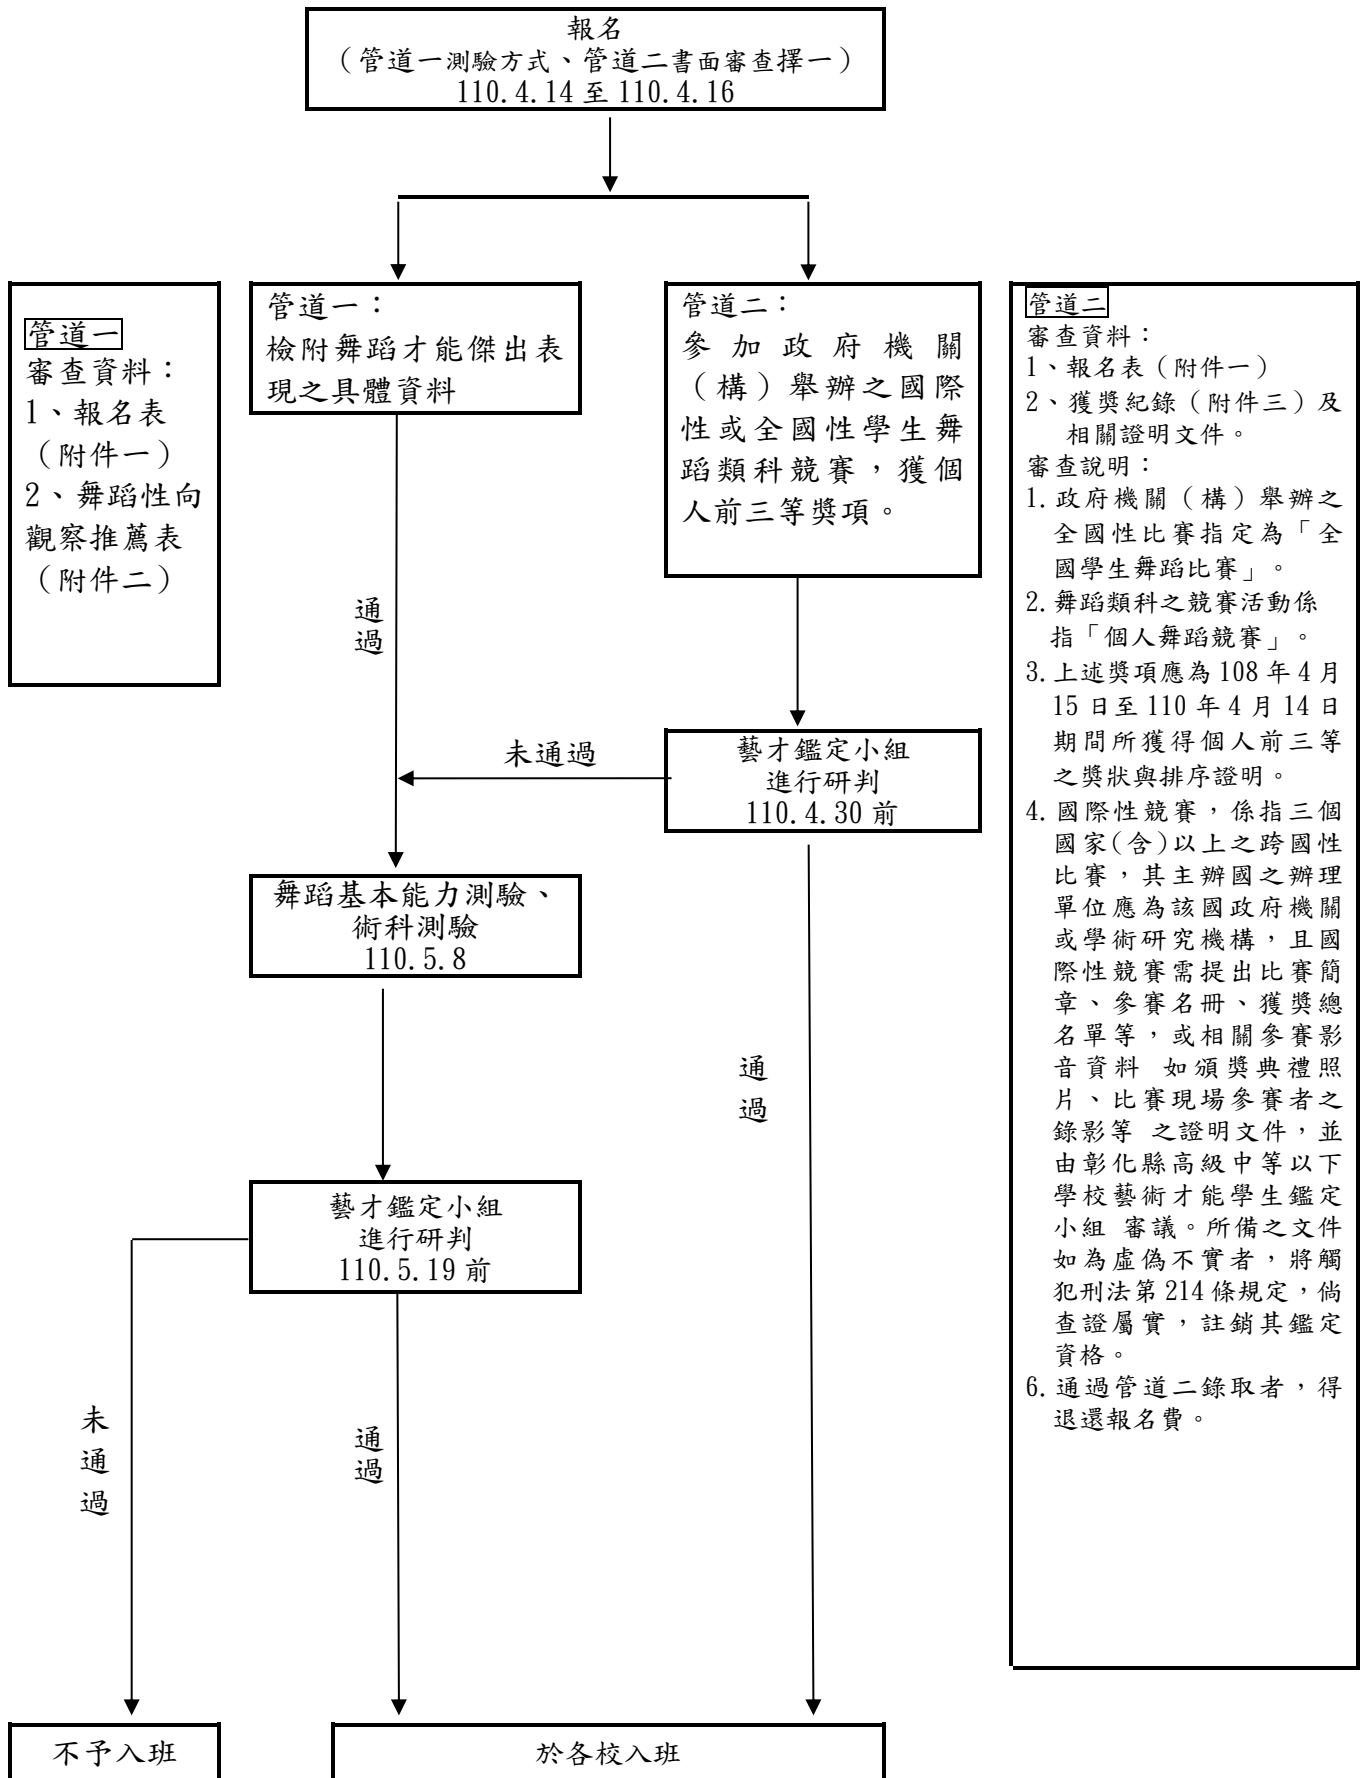 報名
（管道一測驗方式、管道二書面審查擇一）
110.4.14 至 110.4.16
管道一
審查資料：
1、報名表
（附件一）
2、舞蹈性向
觀察推薦表
（附件二）
管道一：
檢附舞蹈才能傑出表
現之具體資料
管道二：
參加政府機關
（構）舉辦之國際
性或全國性學生舞
蹈類科競賽，獲個
人前三等獎項。
管道二
審查資料：
1、報名表（附件一）
2、獲獎紀錄（附件三）及
相關證明文件。
審查說明：
1.政府機關（構）舉辦之
全國性比賽指定為「全
國學生舞蹈比賽」。
2.舞蹈類科之競賽活動係
指「個人舞蹈競賽」。
3.上述獎項應為 108 年 4 月
15 日至 110 年 4 月 14 日
期間所獲得個人前三等
之獎狀與排序證明。
4.國際性競賽，係指三個
國家(含)以上之跨國性
比賽，其主辦國之辦理
單位應為該國政府機關
或學術研究機構，且國
際性競賽需提出比賽簡
章、參賽名冊、獲獎總
名單等，或相關參賽影
音資料 如頒獎典禮照
片、比賽現場參賽者之
錄影等 之證明文件，並
由彰化縣高級中等以下
學校藝術才能學生鑑定
小組 審議。所備之文件
如為虛偽不實者，將觸
犯刑法第 214 條規定，倘
查證屬實，註銷其鑑定
資格。
6.通過管道二錄取者，得
退還報名費。
通
過
未通過
藝才鑑定小組
進行研判
110.4.30 前
舞蹈基本能力測驗、
術科測驗
110.5.8
通
過
藝才鑑定小組
進行研判
110.5.19 前
未
通
過
通
過
不予入班
於各校入班